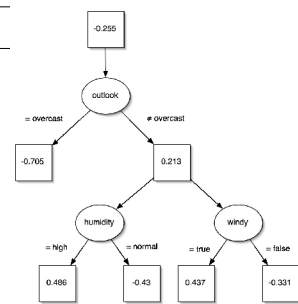 -0.255
outlook
= overcast
≠ overcast
-0.705
0.213
humidity
windy
= high
= normal
= true
= false
0.486
-0.43
0.437
-0.331